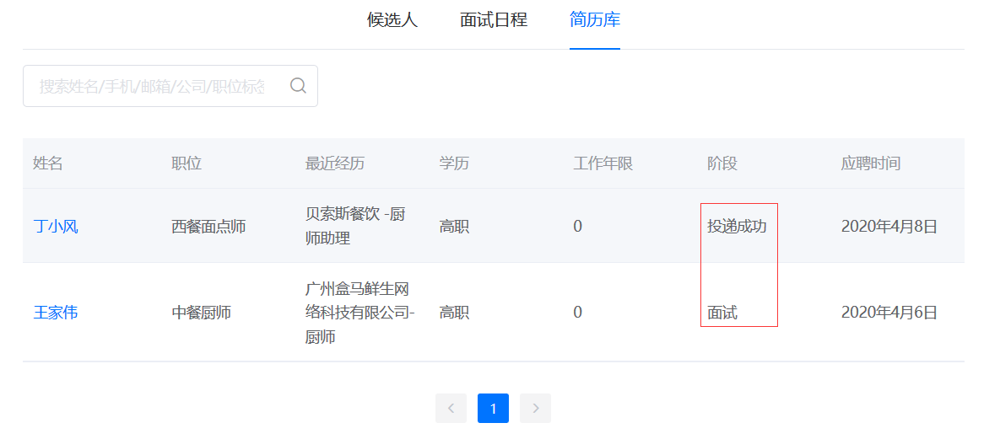 候选人 面试日程 简历库
搜索姓名/手机/邮箱/公司/职位标签
姓名 职位 最近经历 学历 工作年限 阶段 应聘时间
丁小风 西餐面点师 贝索斯餐饮 -厨 高职 0 投递成功 2020年4月8日
师助理
广州盒马鲜生网
王家伟 中餐厨师 络科技有限公司- 高职 0 面试 2020年4月6日
厨师
1